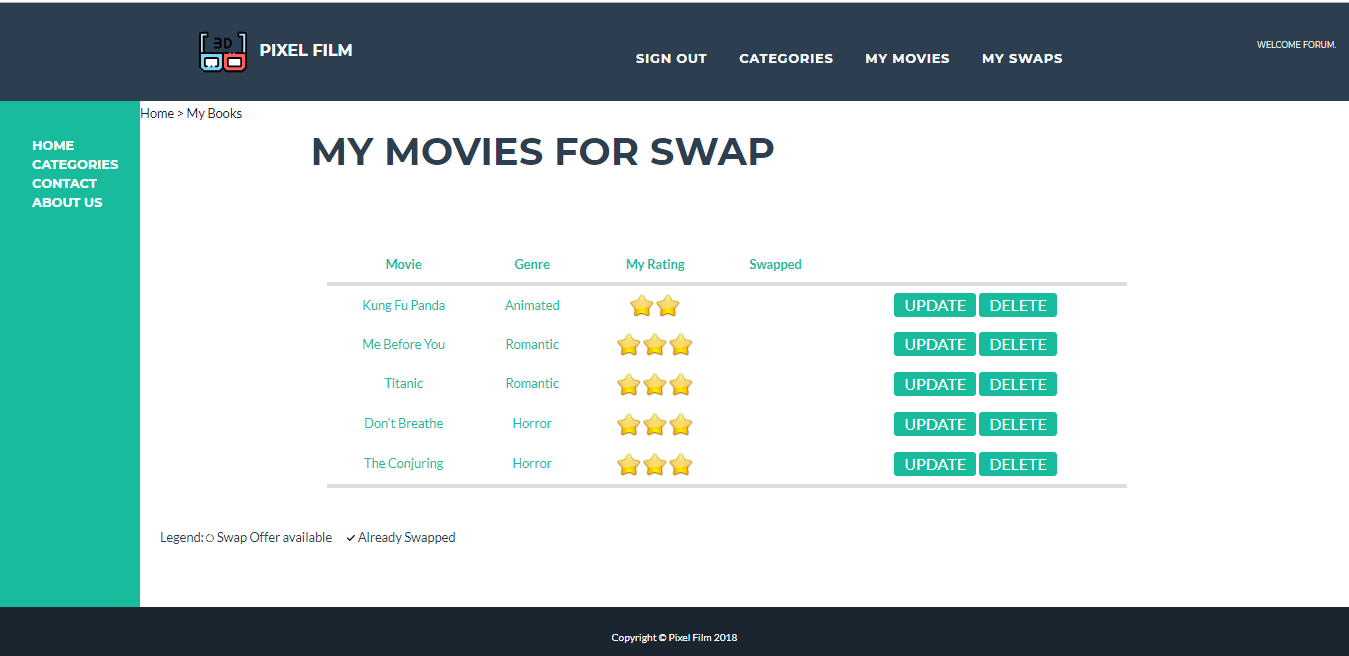 3D
PIXEL FILM
SIGN OUT CATEGORIES MY MOVIES MY SWAPS
WELCOME FORUM.
HOME
CATEGORIES
CONTACT
ABOUT US
Home > My Books
MY MOVIES FOR SWAP
Movie Genre My Rating Swapped
Kung Fu Panda Animated UPDATE DELETE
Me Before You Romantic UPDATE DELETE
Titanic Romantic UPDATE DELETE
Don't Breathe Horror UPDATE DELETE
The Conjuring Horror UPDATE DELETE
Legend: Swap Offer available Already Swapped
Copyright © Pixel Film 2018